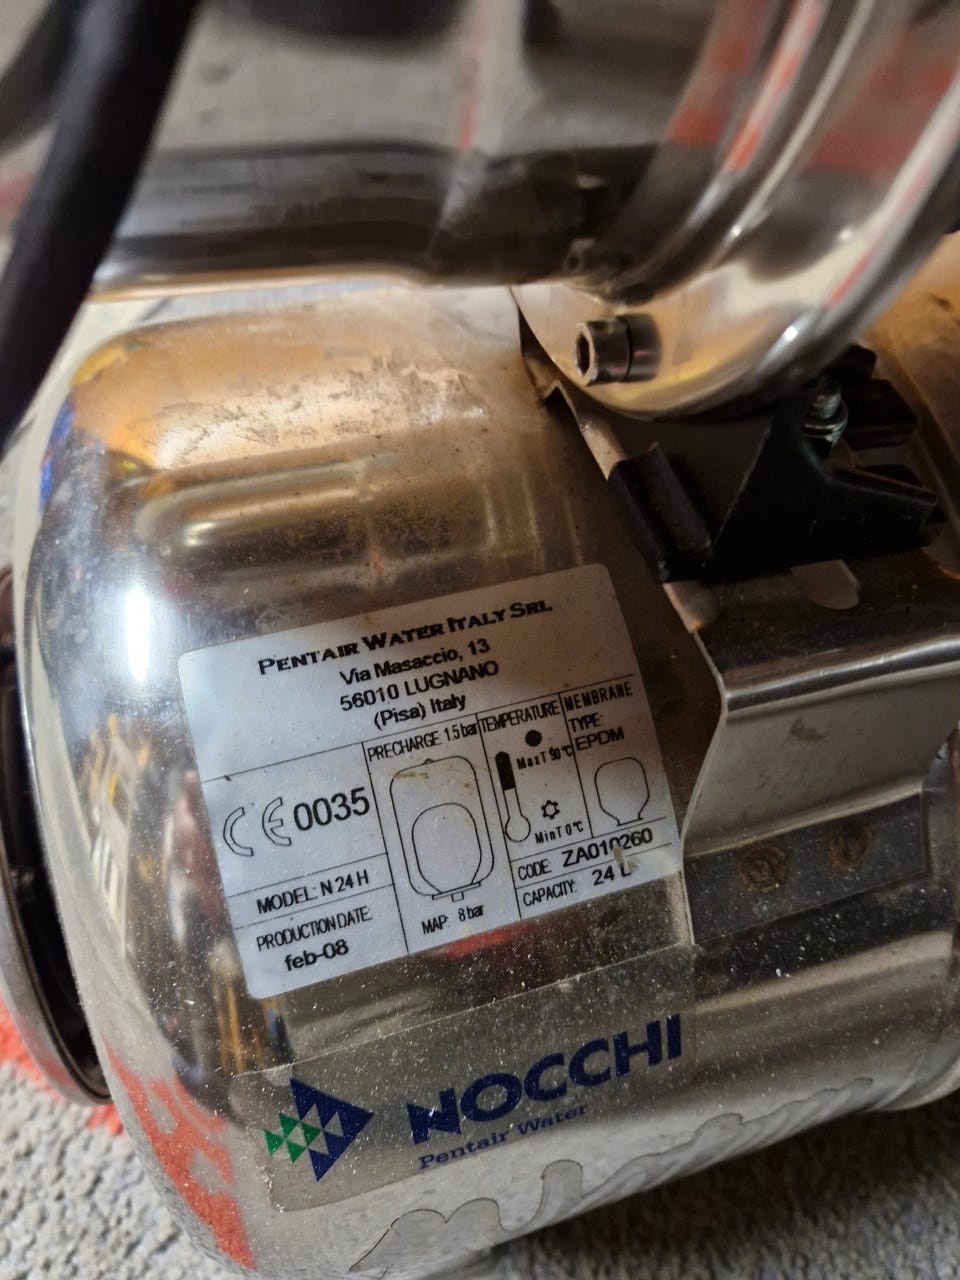 PENTAIR WATER ITALY SRL
Via Masaccio, 13
56010 LUGNANO
(Pisa) Italy
CE 0035
MODEL: N 24 H
PRODUCTION DATE:
feb-08
PRECHARGE 1.5 bar
MAP: 8 bar
TEMPERATURE
Max T 99 °C
Min T 0 °C
MEMBRANE
TYPE:
EPDM
CODE: ZA010260
CAPACITY: 24 L
NOCCHI
Pentair Water